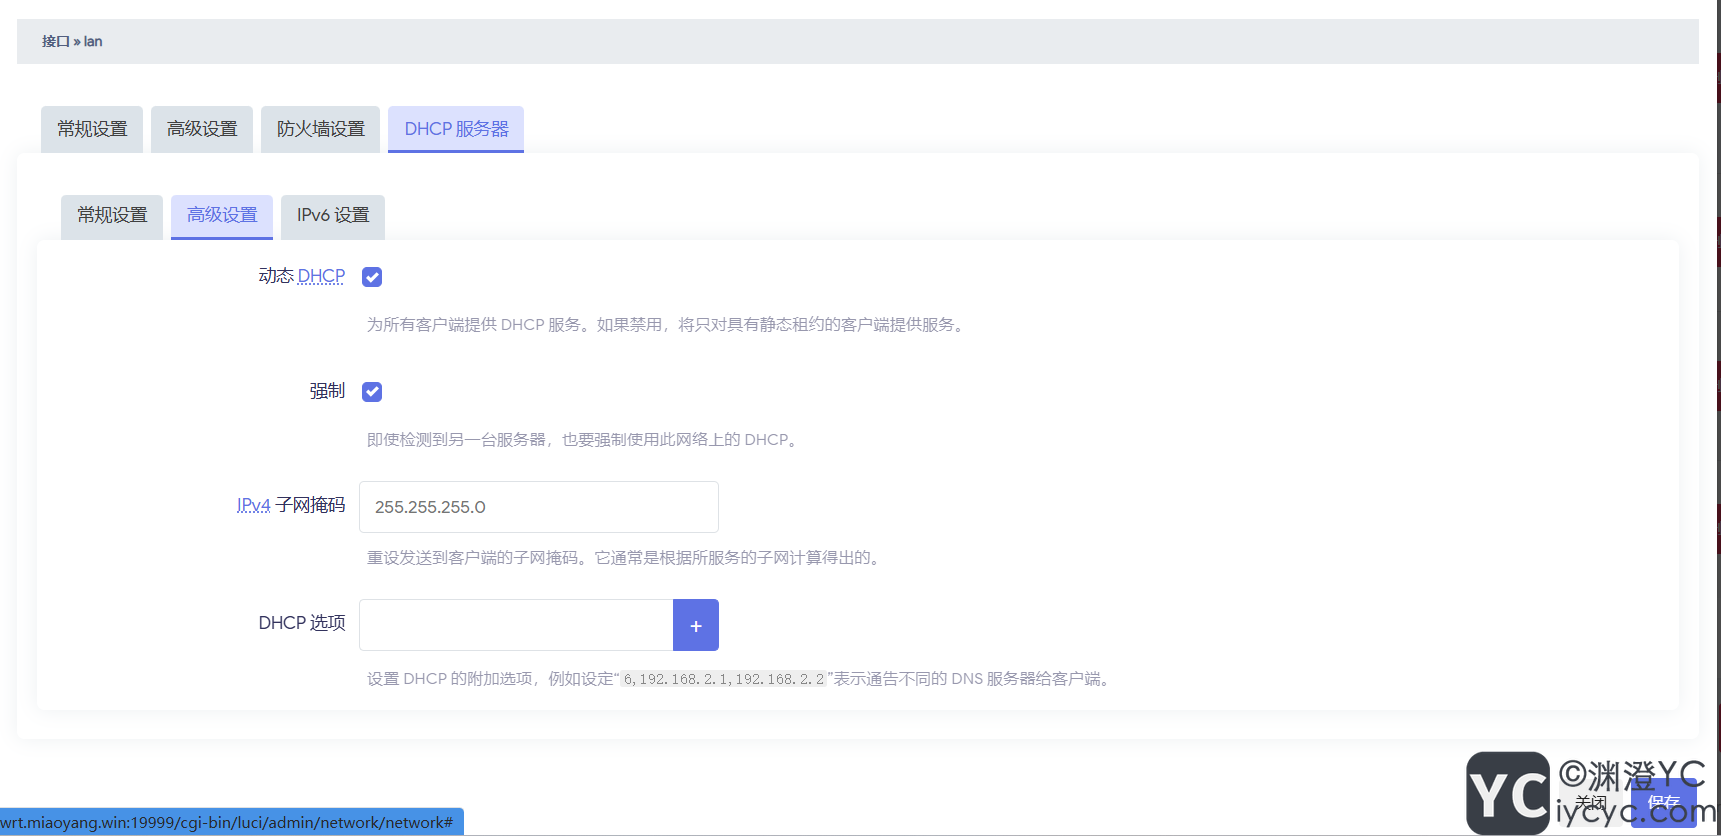 接口 » lan
常规设置 高级设置 防火墙设置 DHCP 服务器
常规设置 高级设置 IPv6 设置
动态 DHCP
为所有客户端提供 DHCP 服务。如果禁用，将只对具有静态租约的客户端提供服务。
强制
即使检测到另一台服务器，也要强制使用此网络上的 DHCP。
IPv4 子网掩码 255.255.255.0
重设发送到客户端的子网掩码。它通常是根据所服务的子网计算得出的。
DHCP 选项 +
设置 DHCP 的附加选项，例如设定“6,192.168.2.1,192.168.2.2”表示通告不同的 DNS 服务器给客户端。
YC ©渊澄YC
关闭 保存
iycyc.com
wrt.miaoyang.win:19999/cgi-bin/luci/admin/network/network#